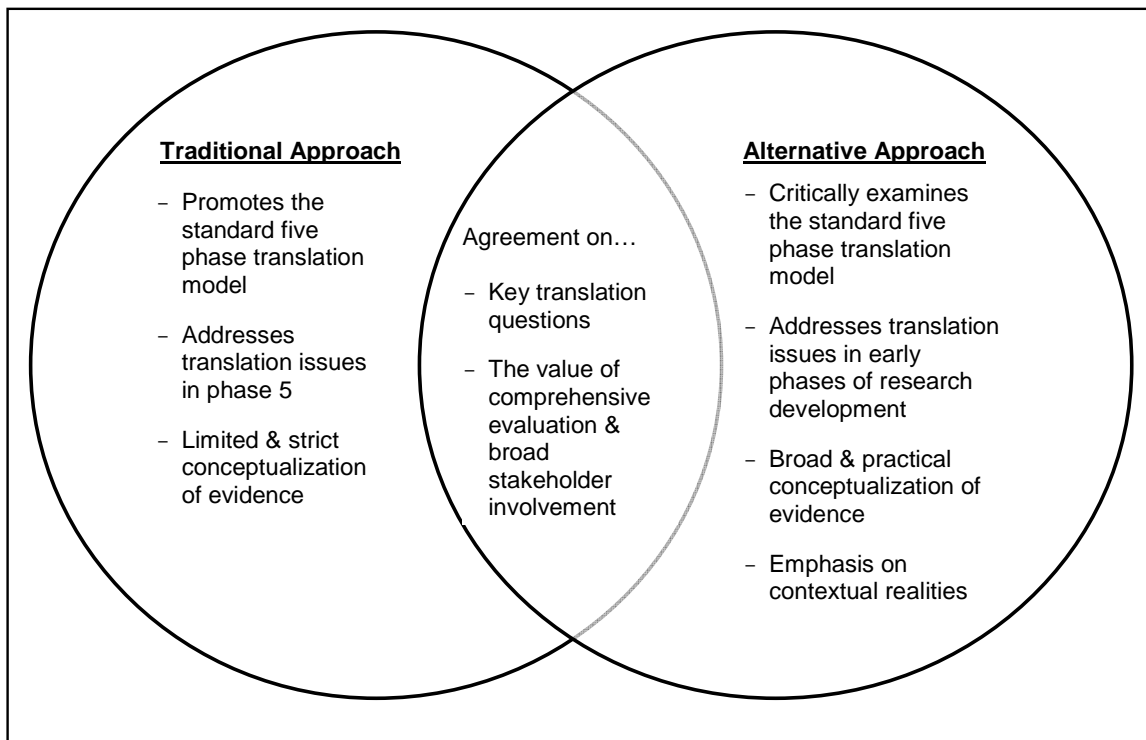 Traditional Approach
– Promotes the
standard five
phase translation
model
– Addresses
translation issues
in phase 5
– Limited & strict
conceptualization
of evidence
Agreement on…
– Key translation
questions
– The value of
comprehensive
evaluation &
broad
stakeholder
involvement
Alternative Approach
– Critically examines
the standard five
phase translation
model
– Addresses translation
issues in early
phases of research
development
– Broad & practical
conceptualization of
evidence
– Emphasis on
contextual realities